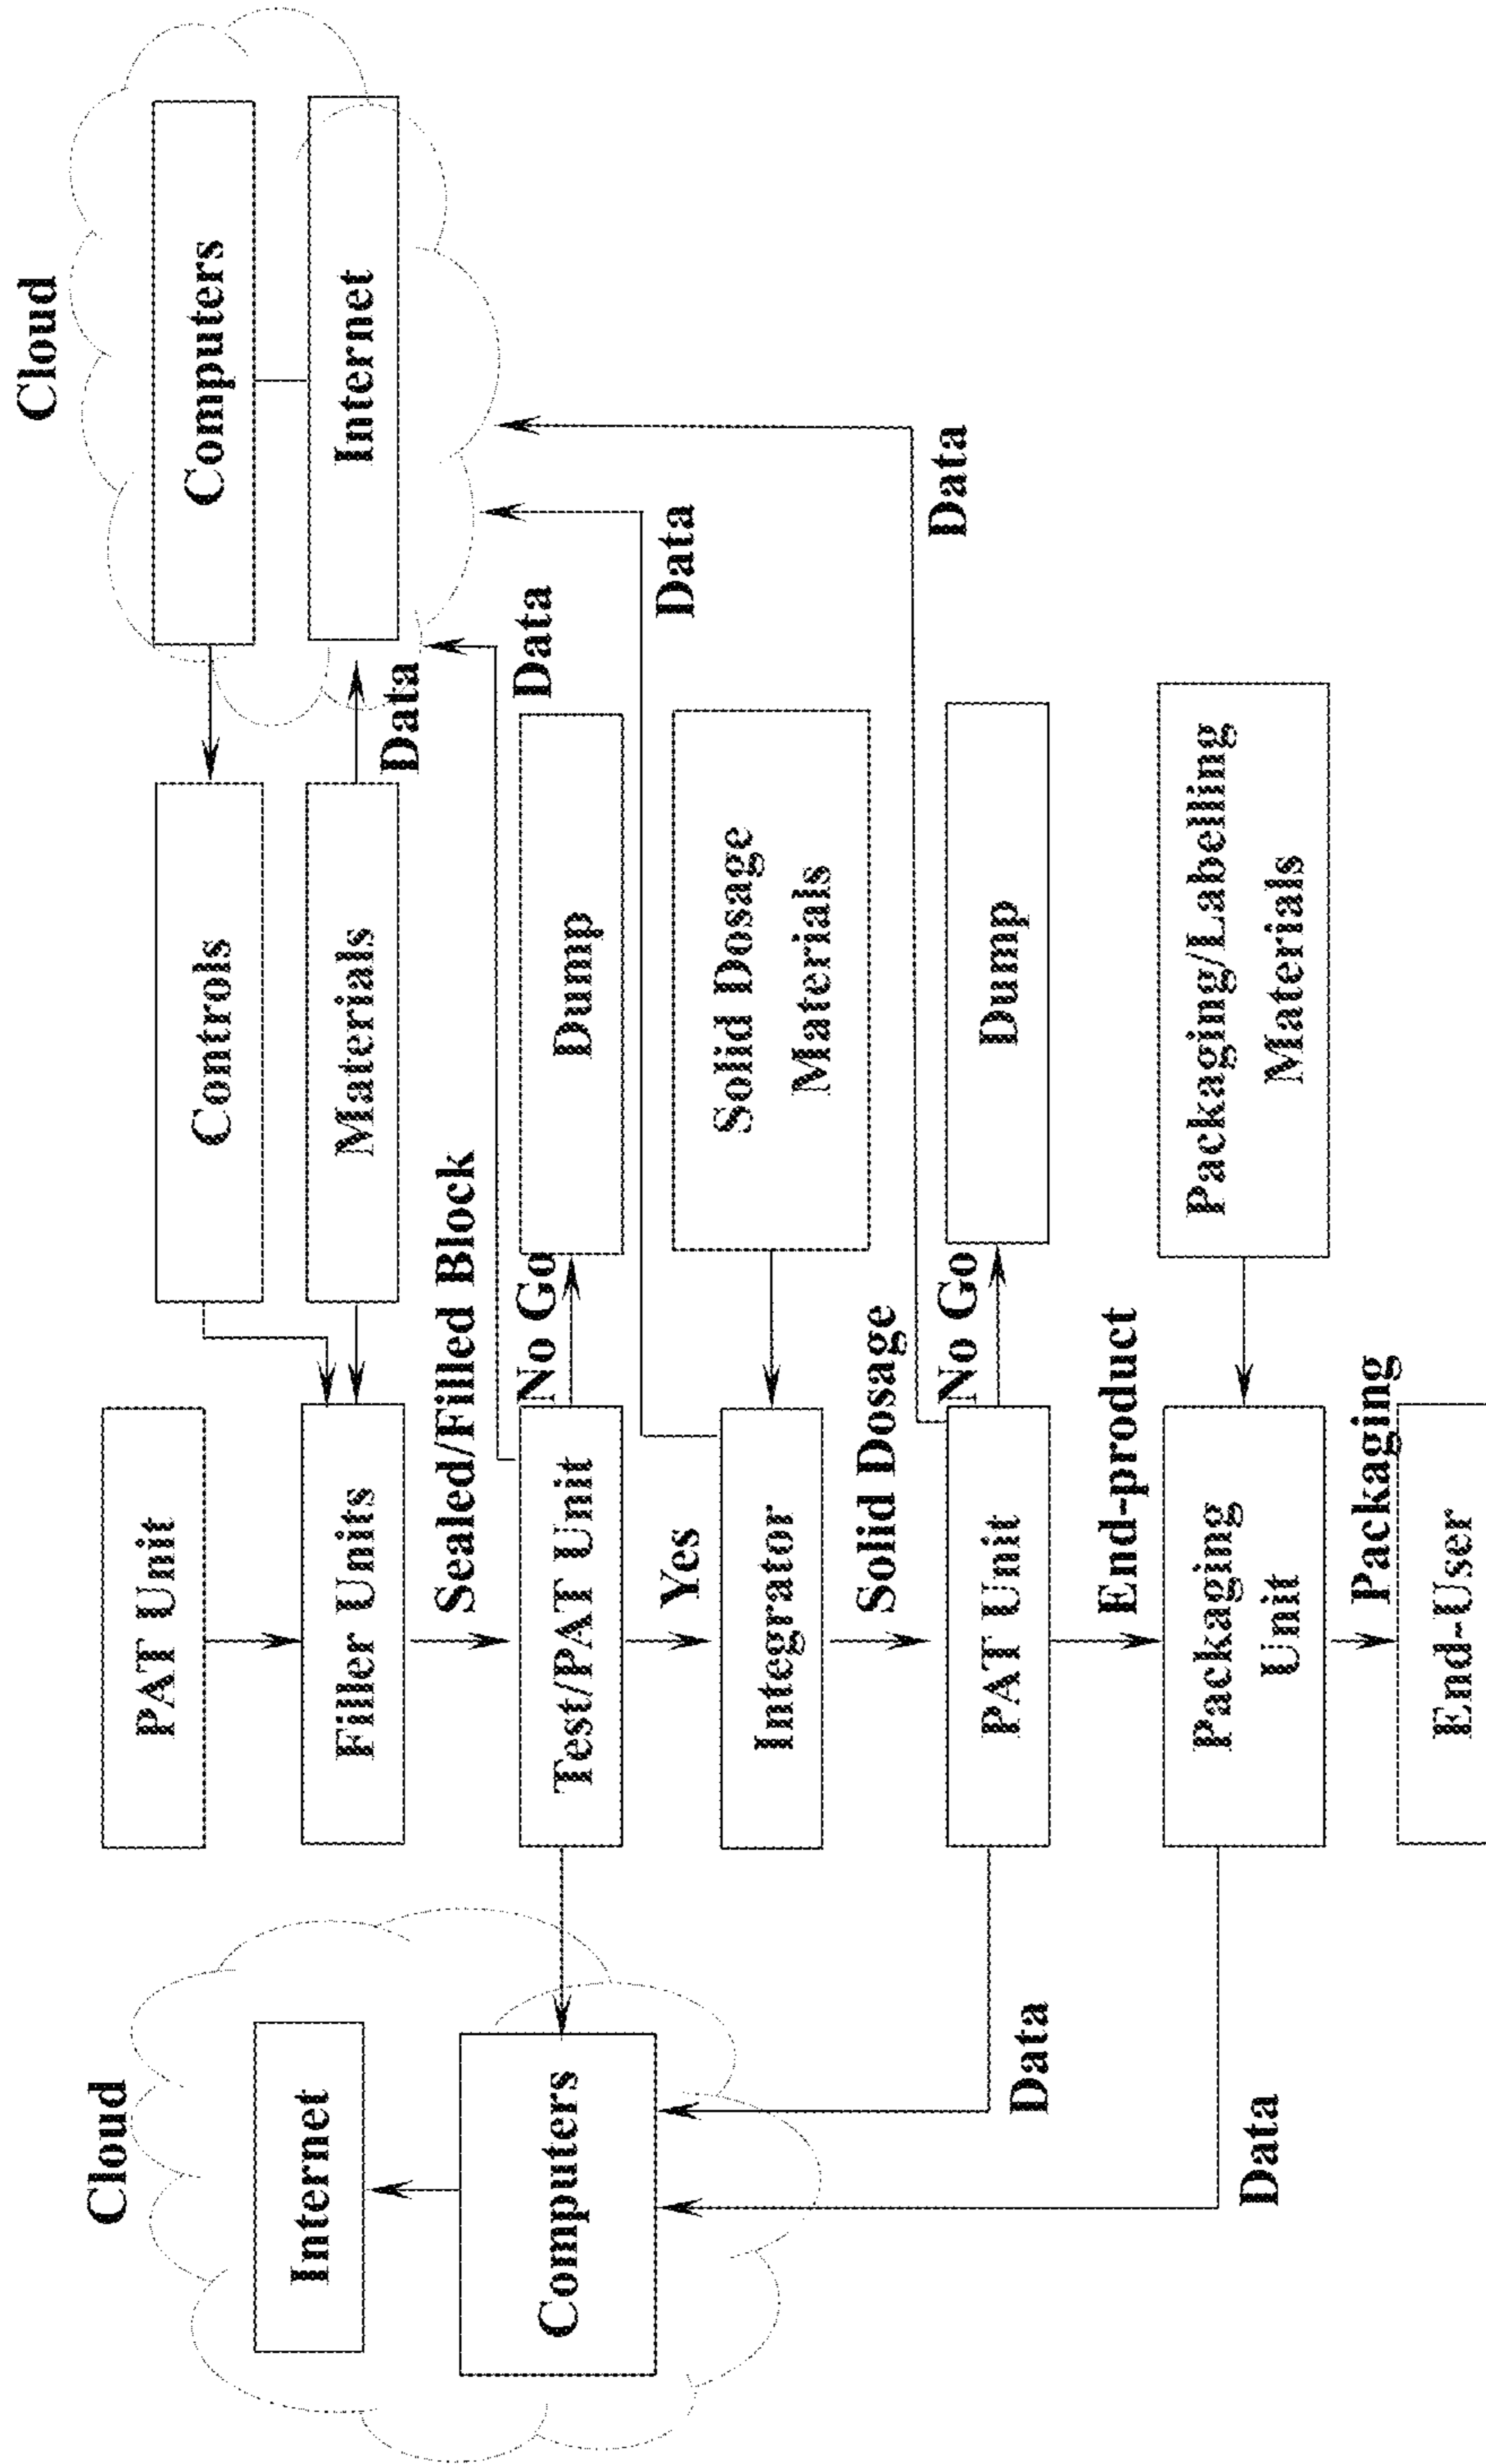 Cloud
Computers
Internet
Controls
Materials
Data
PAT Unit
Filler Units
Sealed/Filled Block
Data
Test/PAT Unit
No Go
Dump
Yes
Data
Integrator
Solid Dosage
Materials
Solid Dosage
Data
PAT Unit
No Go
Dump
End-product
Packaging
Unit
Packaging/Labelling
Materials
Packaging
End-User
Cloud
Internet
Computers
Data
Data